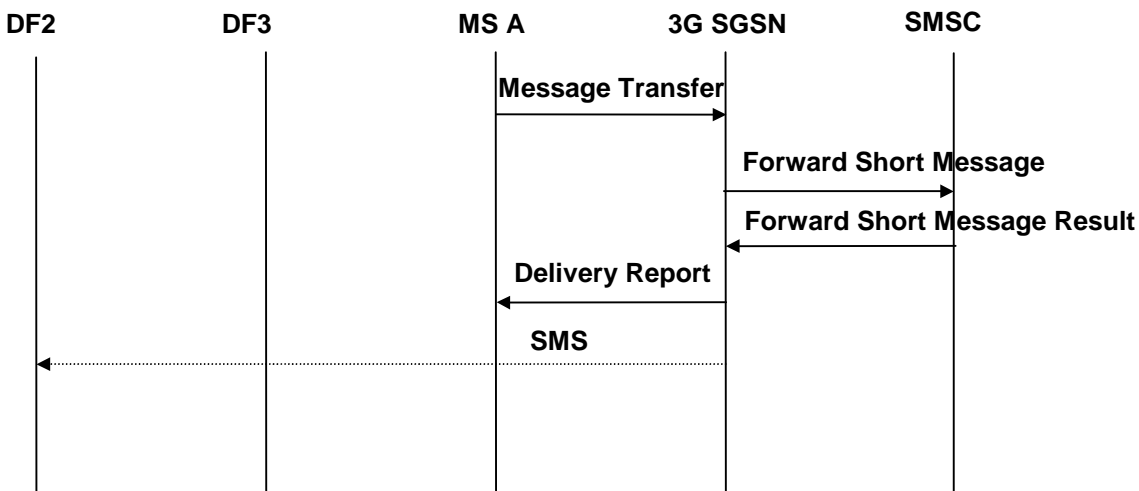 DF2 DF3 MS A 3G SGSN SMSC
Message Transfer
Forward Short Message
Forward Short Message Result
Delivery Report
SMS